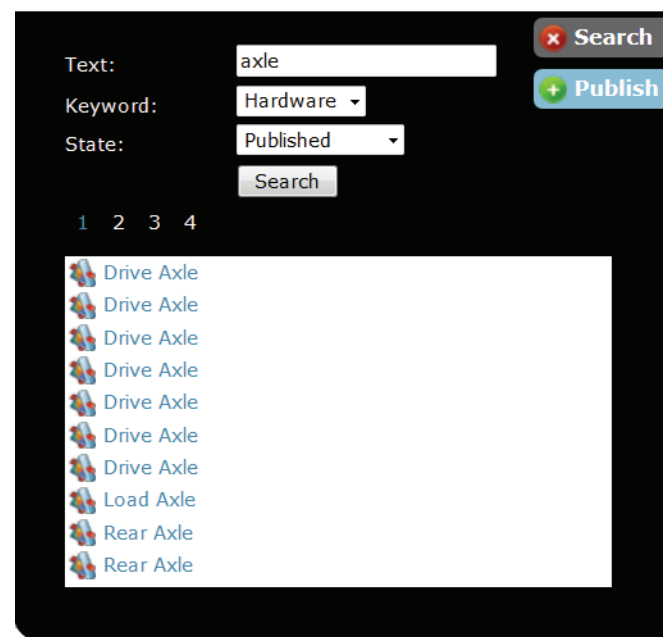 Search
Text: axle
Publish
Keyword: Hardware
State: Published
Search
1 2 3 4
Drive Axle
Drive Axle
Drive Axle
Drive Axle
Drive Axle
Drive Axle
Drive Axle
Load Axle
Rear Axle
Rear Axle